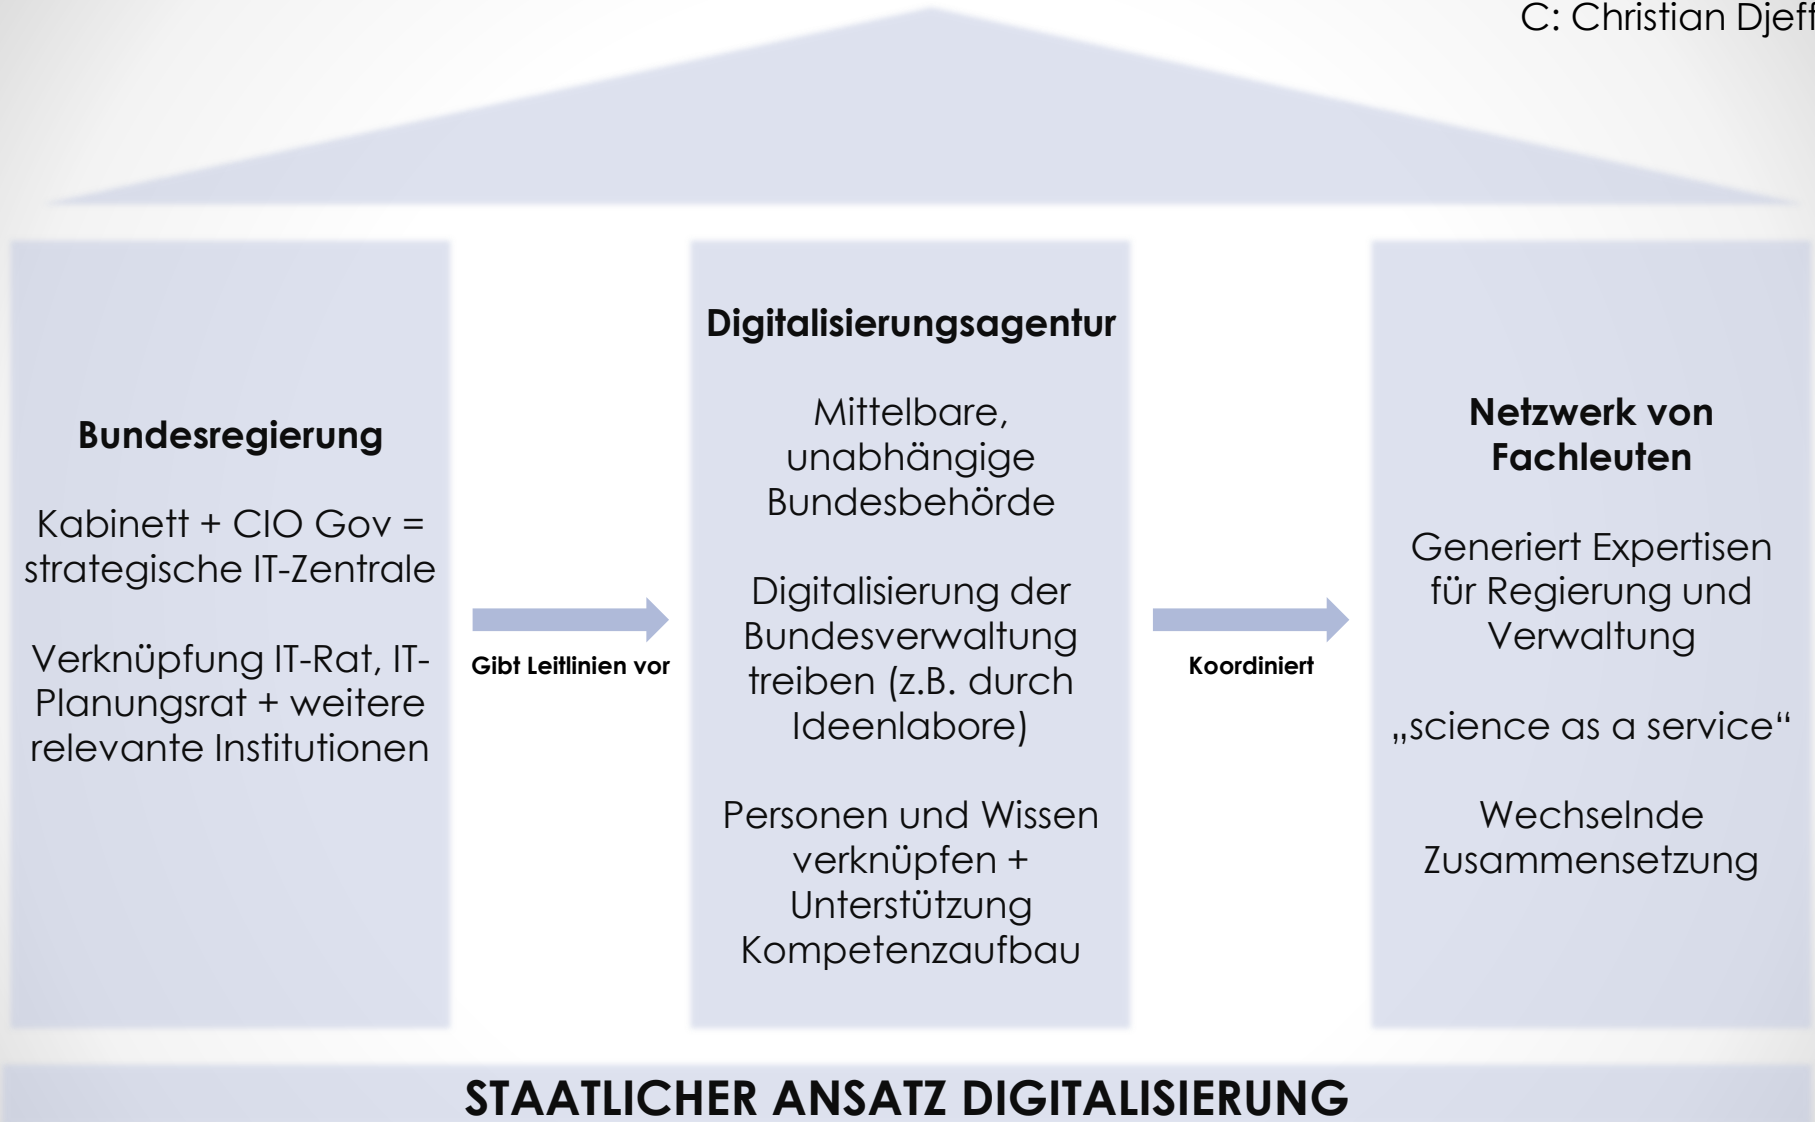 C: Christian Djeff
Bundesregierung
Kabinett + CIO Gov =
strategische IT-Zentrale
Verknüpfung IT-Rat, IT-
Planungsrat + weitere
relevante Institutionen
Gibt Leitlinien vor
Digitalisierungsagentur
Mittelbare,
unabhängige
Bundesbehörde
Digitalisierung der
Bundesverwaltung
treiben (z.B. durch
Ideenlabore)
Personen und Wissen
verknüpfen +
Unterstützung
Kompetenzaufbau
Koordiniert
Netzwerk von
Fachleuten
Generiert Expertisen
für Regierung und
Verwaltung
„science as a service“
Wechselnde
Zusammensetzung
STAATLICHER ANSATZ DIGITALISIERUNG